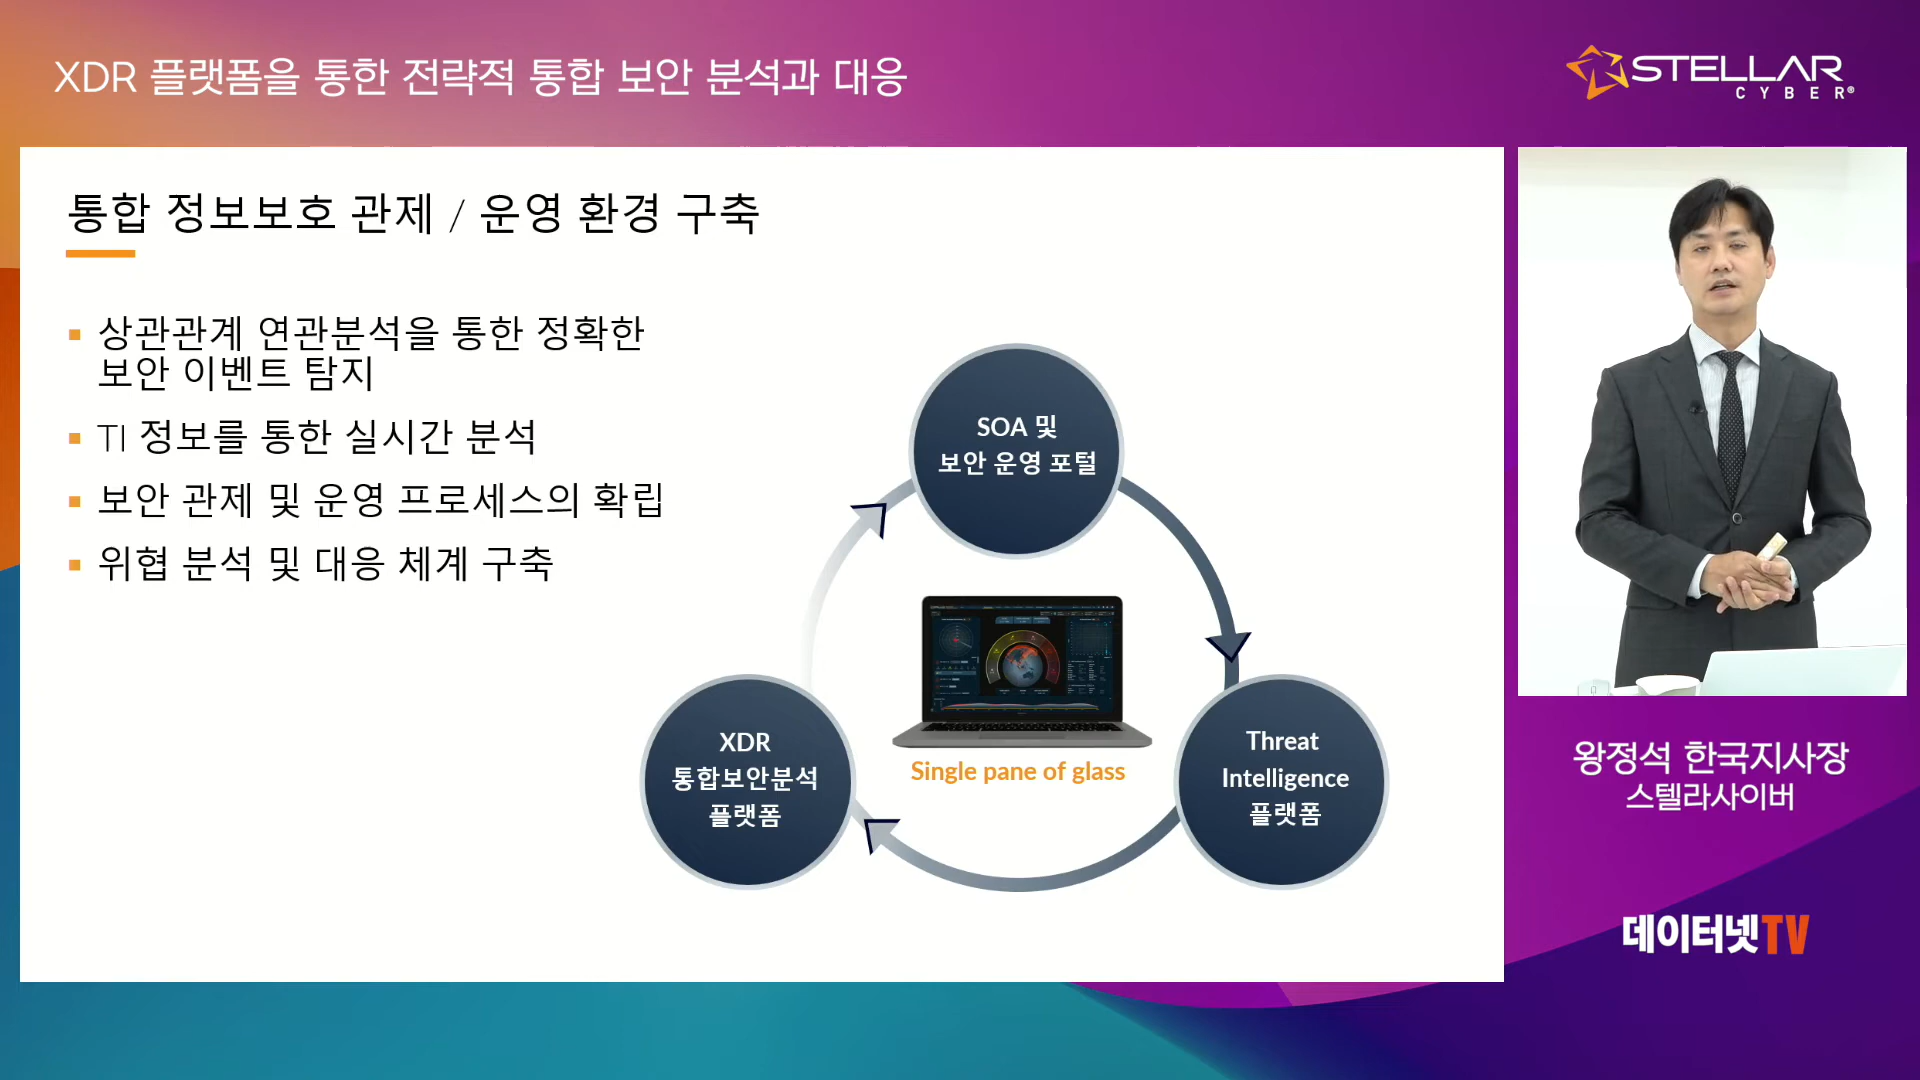 XDR 플랫폼을 통한 전략적 통합 보안 분석과 대응
STELLAR
CYBER®
통합 정보보호 관제 / 운영 환경 구축
상관관계 연관분석을 통한 정확한
보안 이벤트 탐지
TI 정보를 통한 실시간 분석
보안 관제 및 운영 프로세스의 확립
위협 분석 및 대응 체계 구축
SOA 및
보안 운영 포털
XDR
통합보안분석
플랫폼
Single pane of glass
Threat
Intelligence
플랫폼
왕정석 한국지사장
스텔라사이버
데이터넷TV